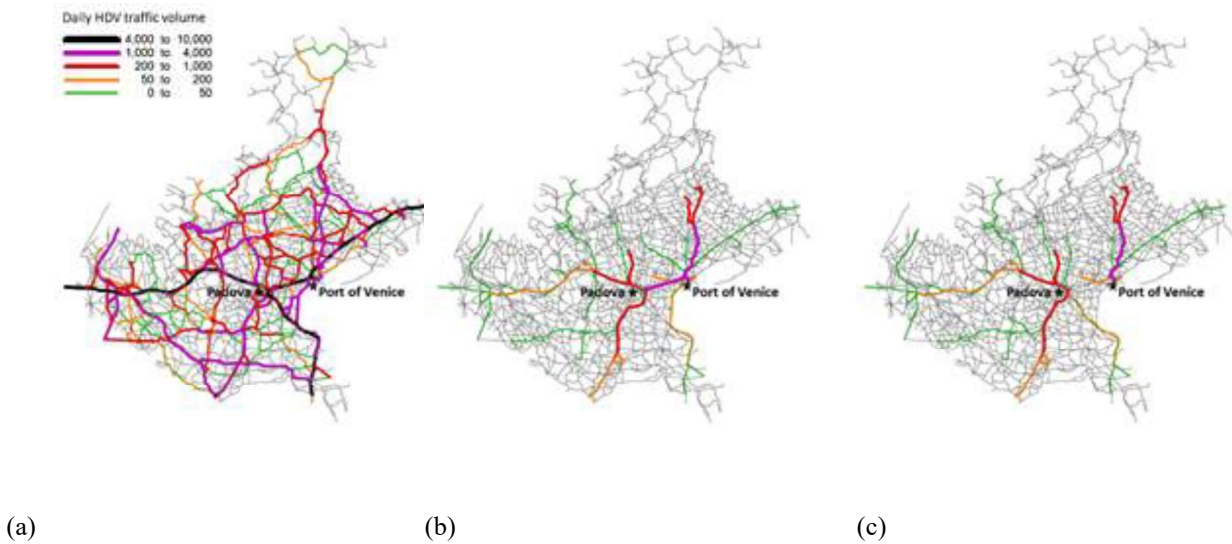 Daily HDV traffic volume
4,000 to 10,000
1,000 to 4,000
200 to 1,000
50 to 200
0 to 50
Padova
Port of Venice
Padova
Port of Venice
Padova
Port of Venice
(a) (b) (c)